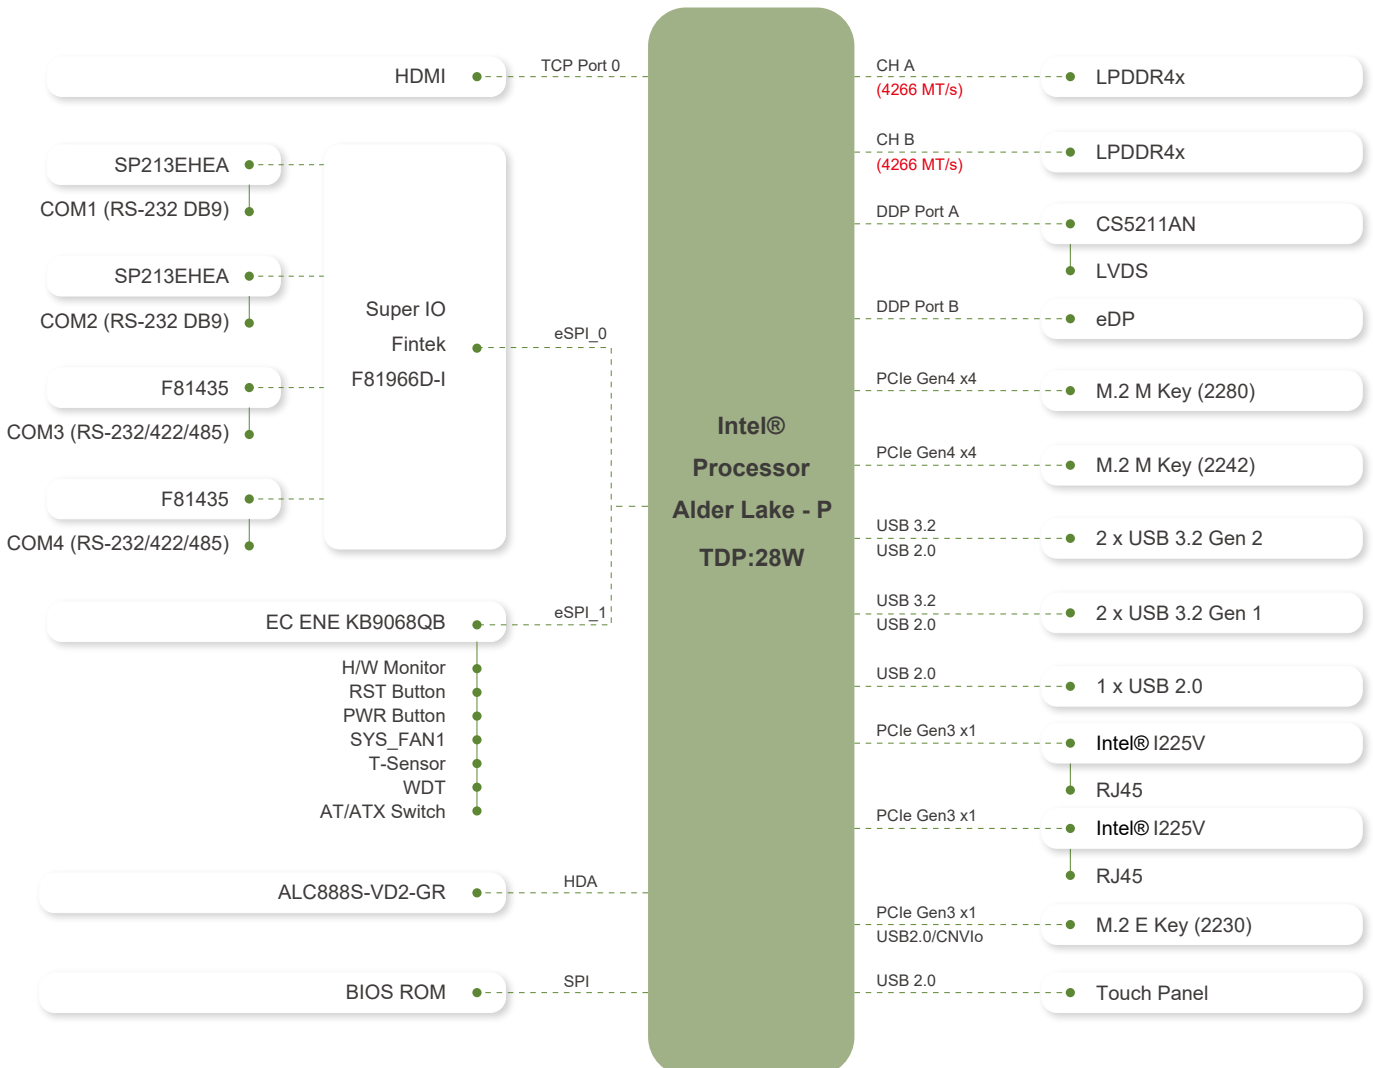 HDMI
TCP Port 0
SP213EHEA
COM1 (RS-232 DB9)
SP213EHEA
COM2 (RS-232 DB9)
F81435
COM3 (RS-232/422/485)
F81435
COM4 (RS-232/422/485)
Super IO
Fintek
F81966D-I
eSPI_0
EC ENE KB9068QB
eSPI_1
H/W Monitor
RST Button
PWR Button
SYS_FAN1
T-Sensor
WDT
AT/ATX Switch
ALC888S-VD2-GR
HDA
BIOS ROM
SPI
Intel®
Processor
Alder Lake - P
TDP:28W
CH A
(4266 MT/s)
LPDDR4x
CH B
(4266 MT/s)
LPDDR4x
DDP Port A
CS5211AN
LVDS
DDP Port B
eDP
PCIe Gen4 x4
M.2 M Key (2280)
PCIe Gen4 x4
M.2 M Key (2242)
USB 3.2
USB 2.0
2 x USB 3.2 Gen 2
USB 3.2
USB 2.0
2 x USB 3.2 Gen 1
USB 2.0
1 x USB 2.0
PCIe Gen3 x1
Intel® I225V
RJ45
PCIe Gen3 x1
Intel® I225V
RJ45
PCIe Gen3 x1
USB2.0/CNVIo
M.2 E Key (2230)
USB 2.0
Touch Panel